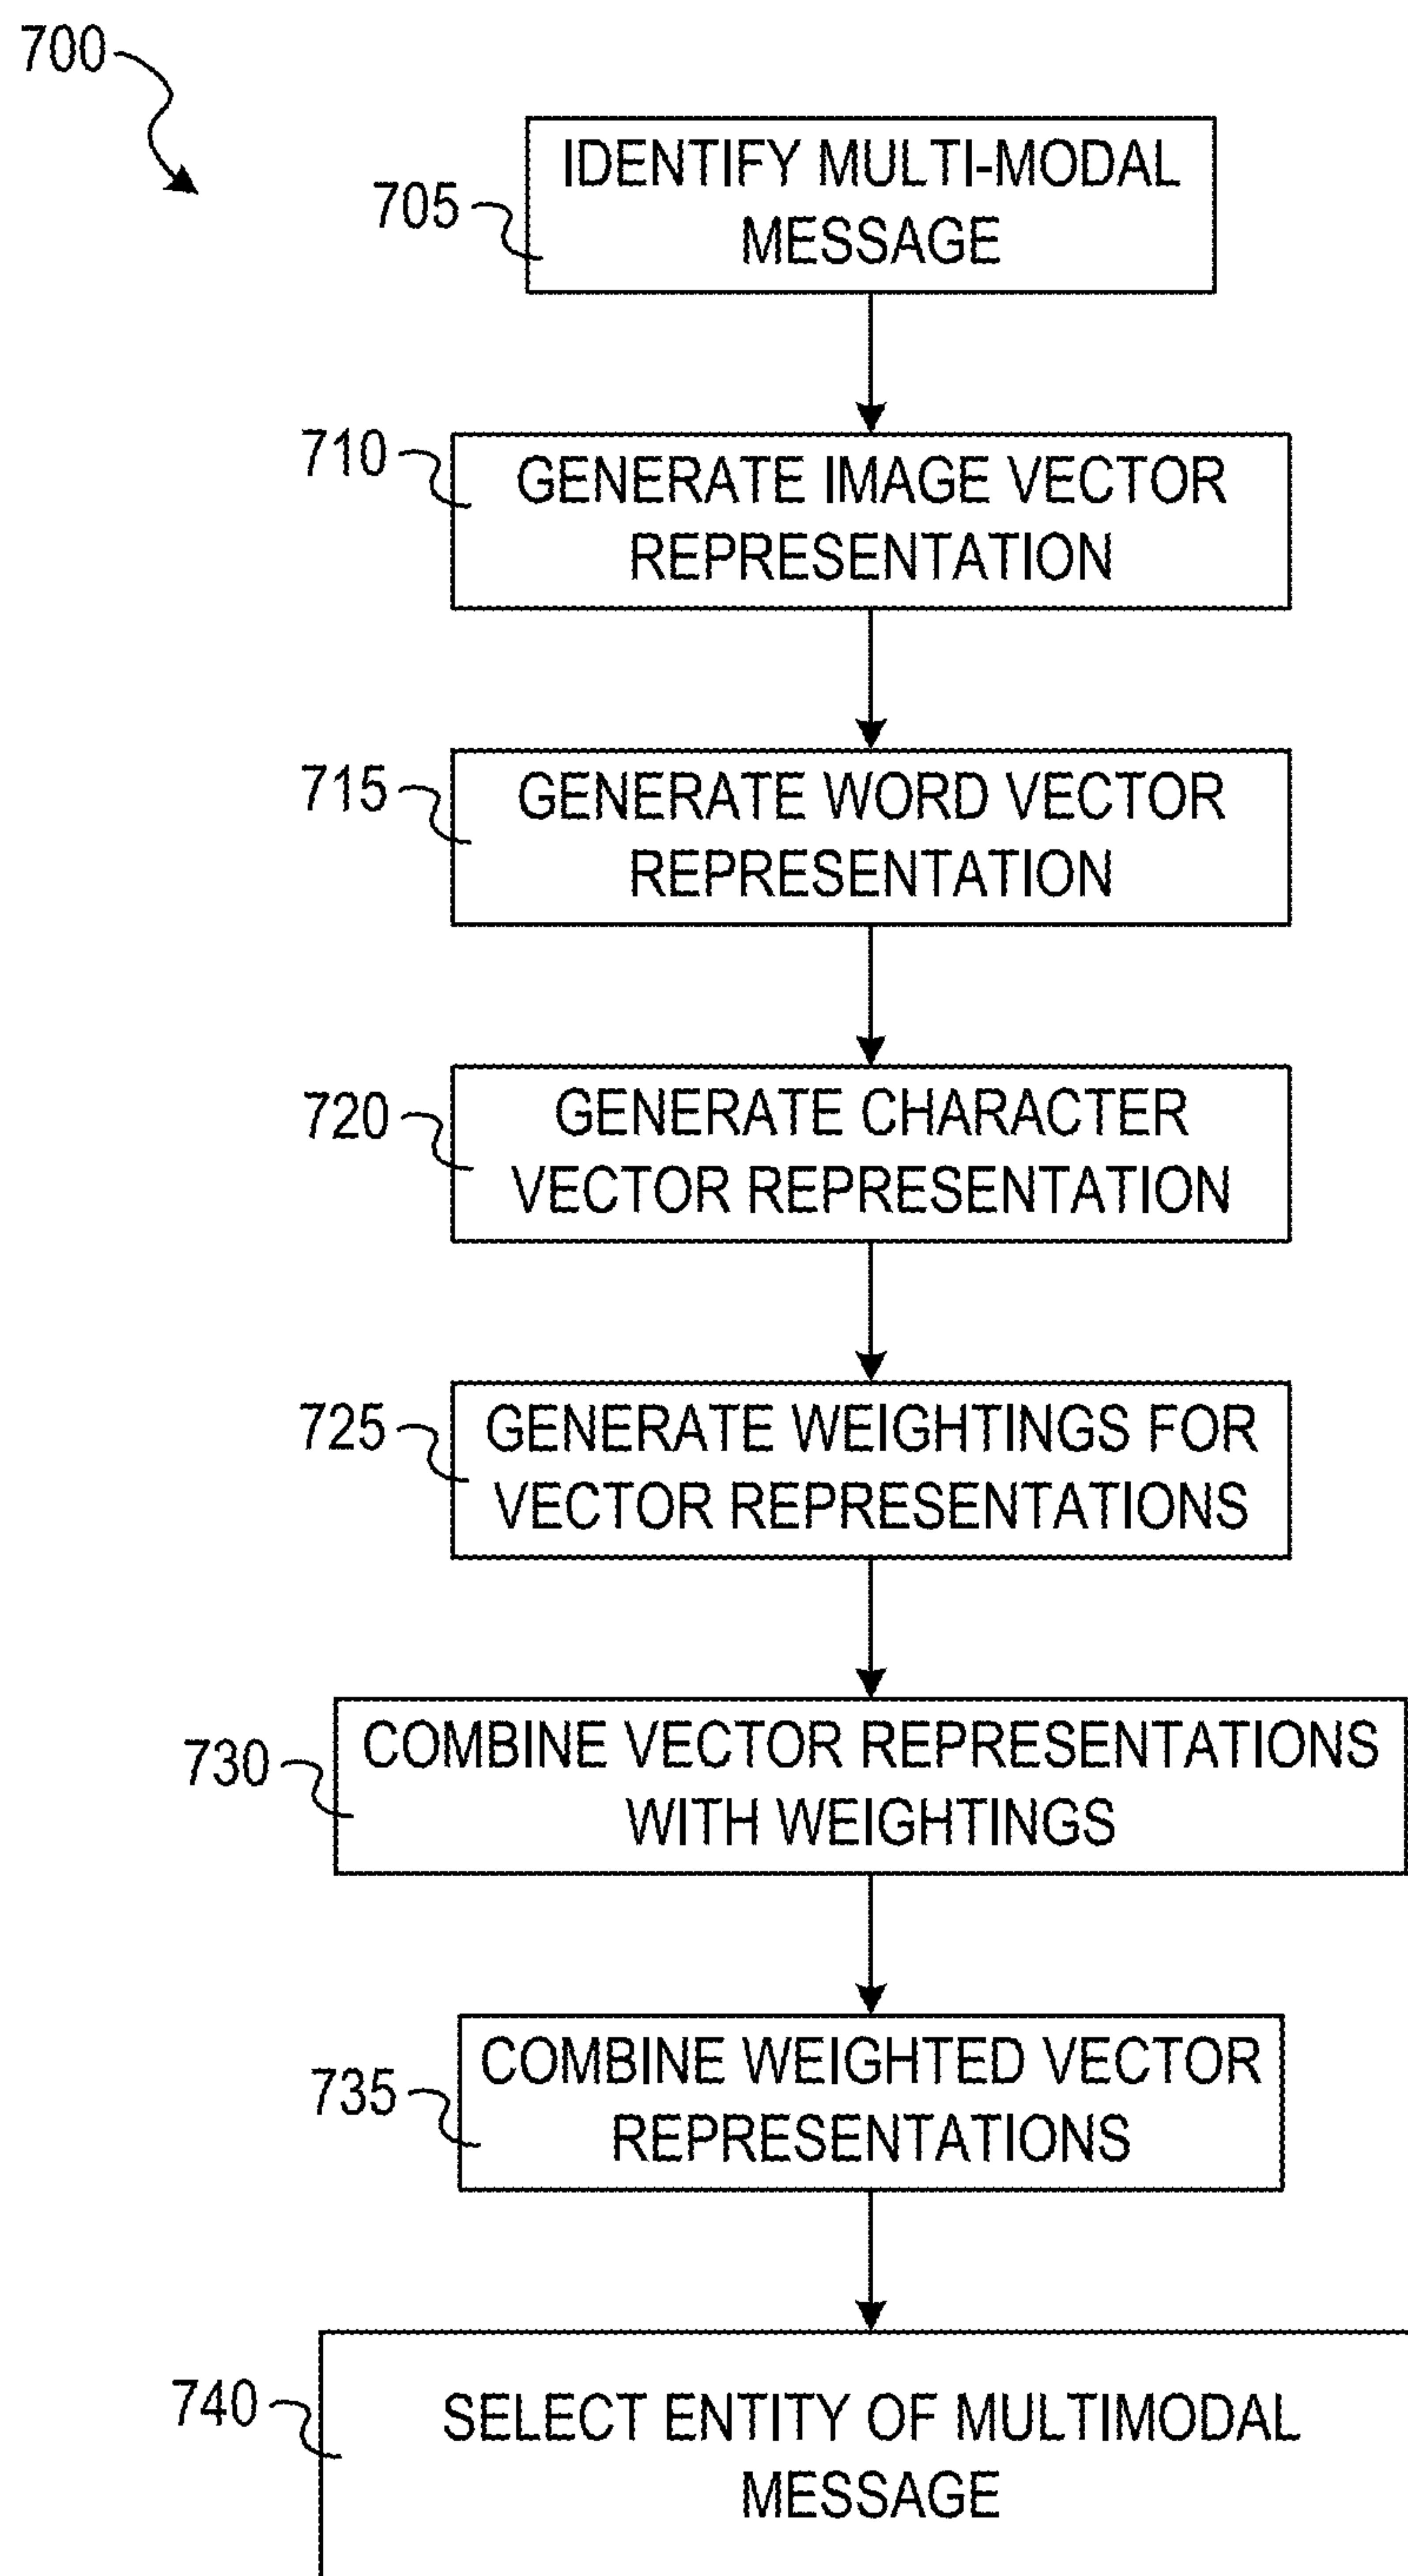 700
705
IDENTIFY MULTI-MODAL
MESSAGE
710
GENERATE IMAGE VECTOR
REPRESENTATION
715
GENERATE WORD VECTOR
REPRESENTATION
720
GENERATE CHARACTER
VECTOR REPRESENTATION
725
GENERATE WEIGHTINGS FOR
VECTOR REPRESENTATIONS
730
COMBINE VECTOR REPRESENTATIONS
WITH WEIGHTINGS
735
COMBINE WEIGHTED VECTOR
REPRESENTATIONS
740
SELECT ENTITY OF MULTIMODAL
MESSAGE